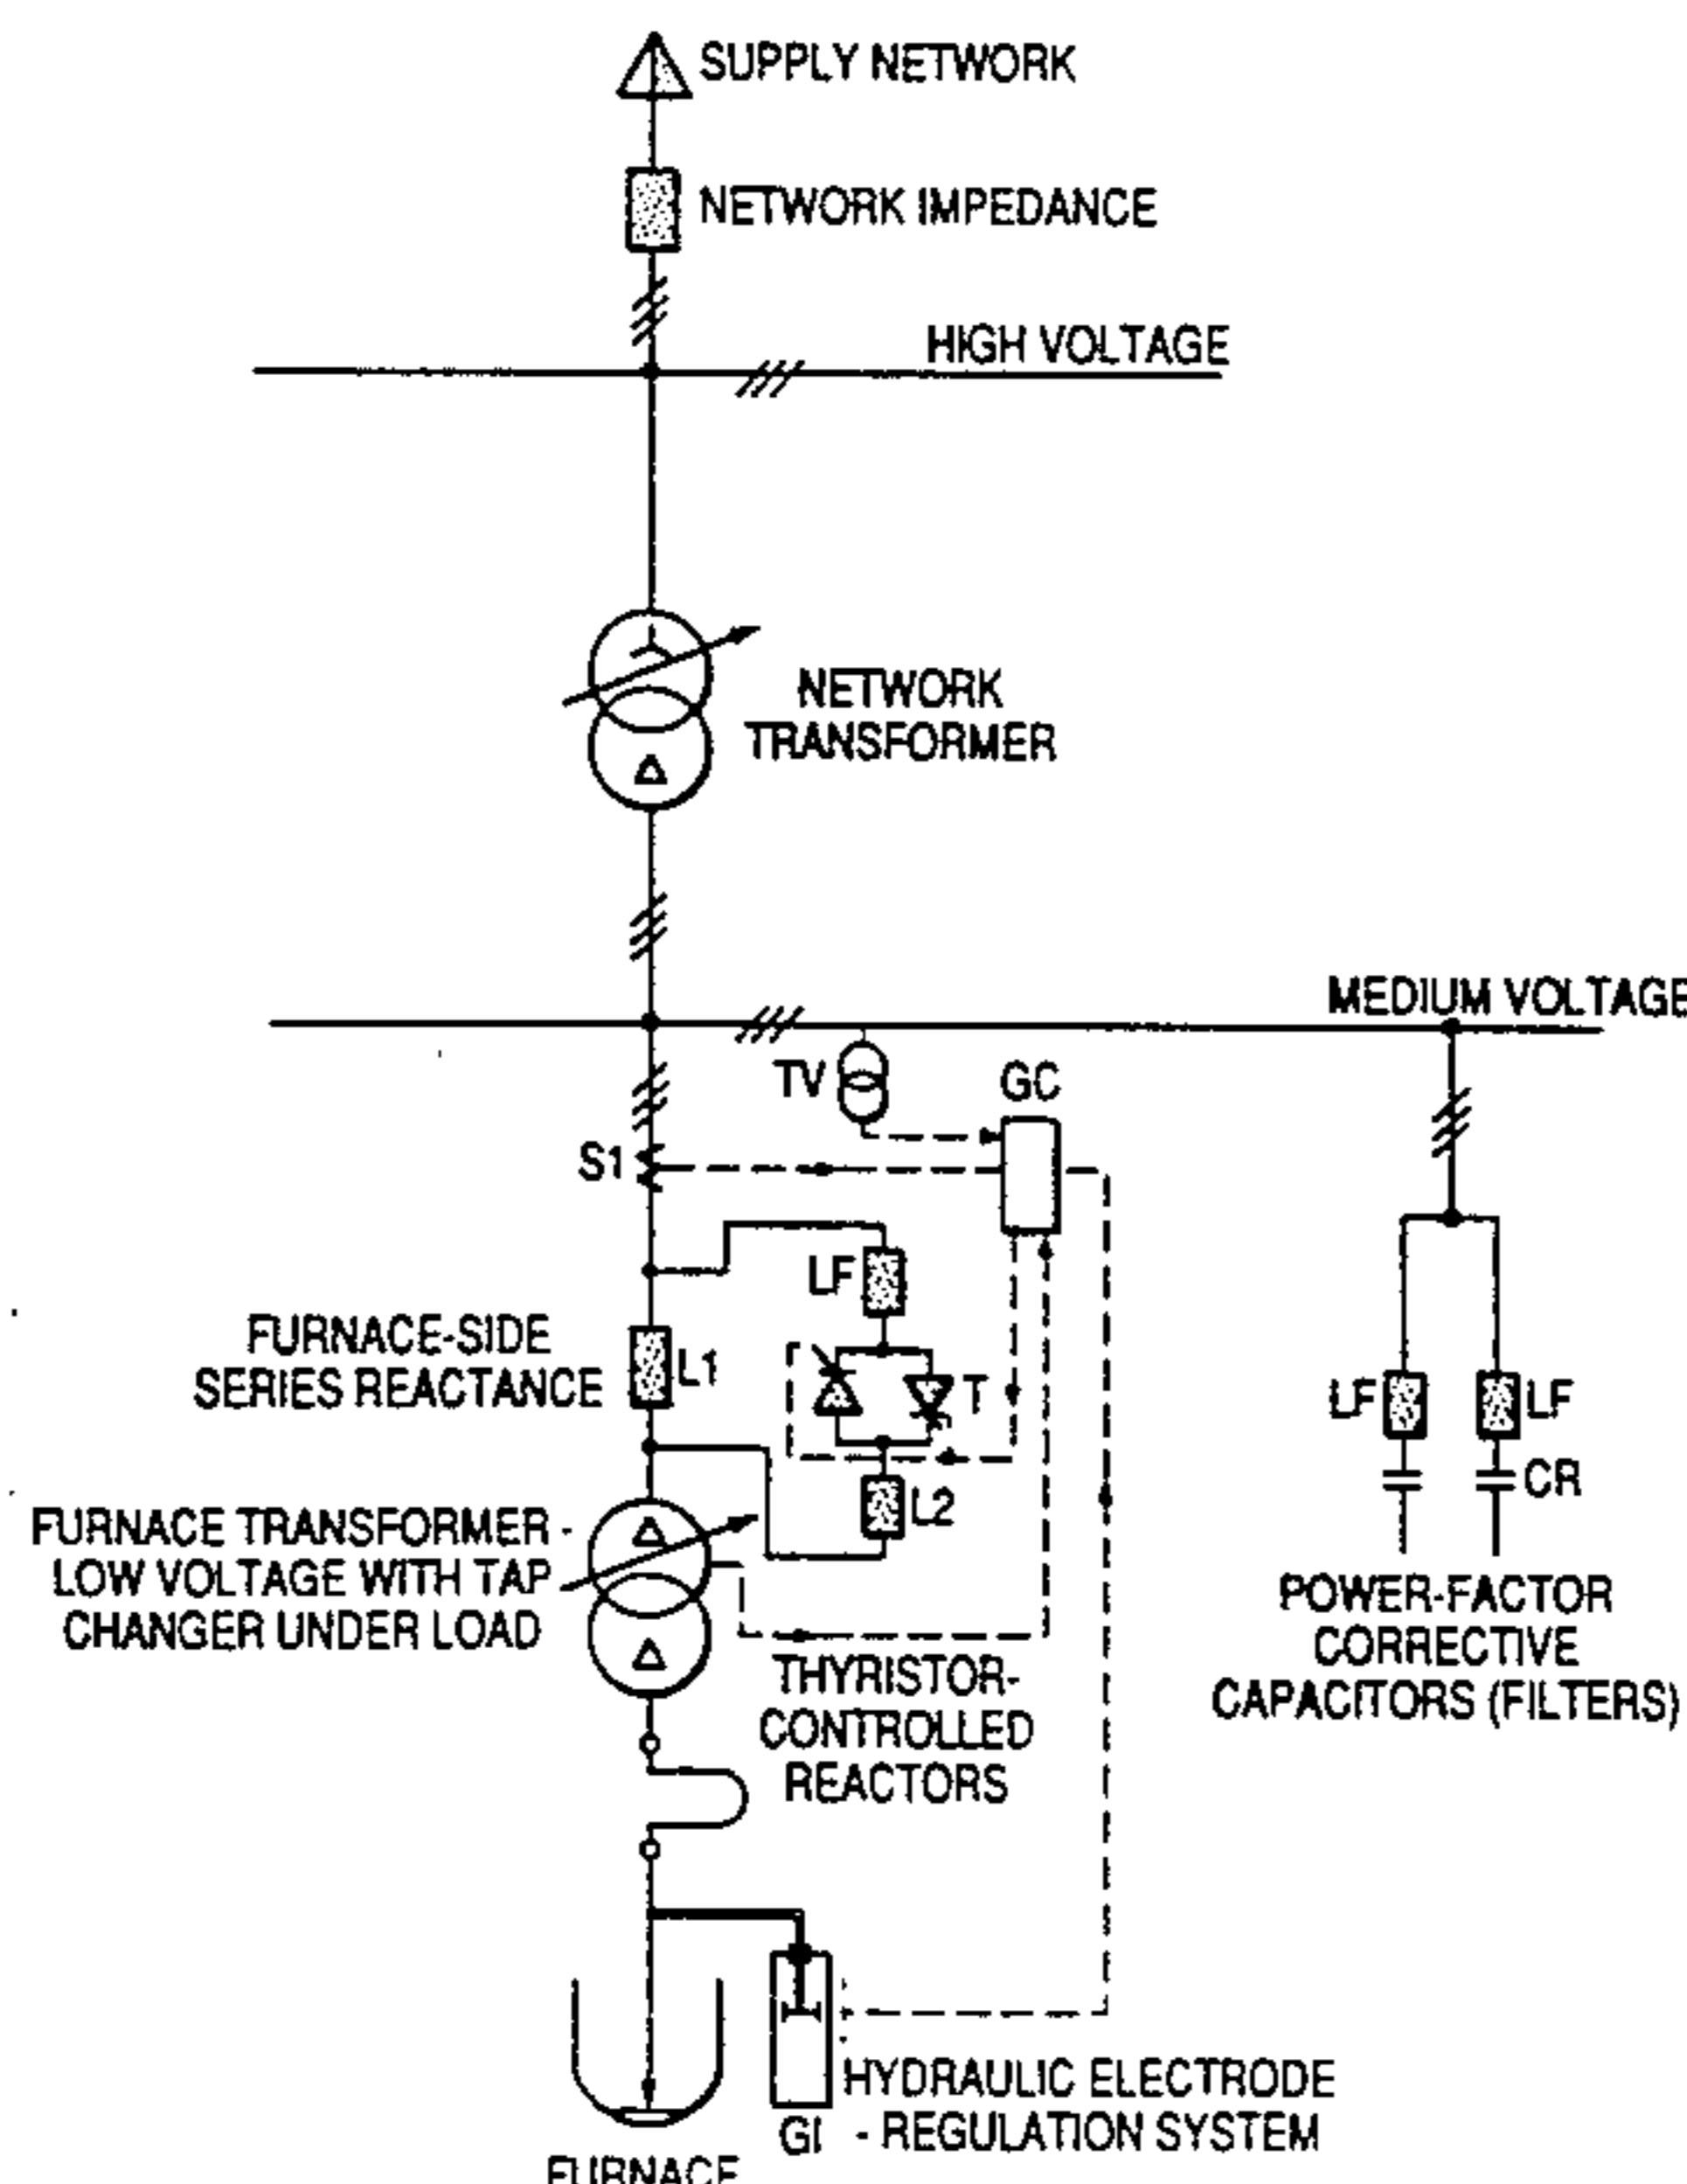 SUPPLY NETWORK
NETWORK IMPEDANCE
HIGH VOLTAGE
NETWORK
TRANSFORMER
MEDIUM VOLTAGE
TV
GC
S1
LF
FURNACE-SIDE
SERIES REACTANCE
L1
T
LF
LF
L2
CR
FURNACE TRANSFORMER -
LOW VOLTAGE WITH TAP
CHANGER UNDER LOAD
THYRISTOR-
CONTROLLED
REACTORS
POWER-FACTOR
CORRECTIVE
CAPACITORS (FILTERS)
HYDRAULIC ELECTRODE
- REGULATION SYSTEM
GI
FURNACE